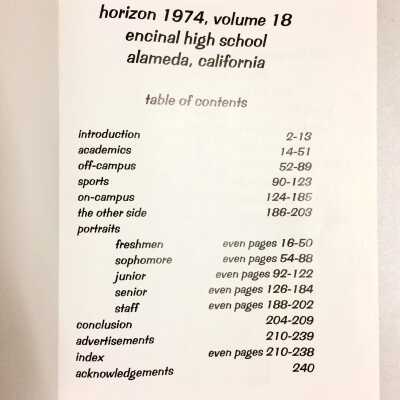 horizon 1974, volume 18
encinal high school
alameda, california
table of contents
introduction 2-13
academics 14-51
off-campus 52-89
sports 90-123
on-campus 124-185
the other side 186-203
portraits
freshmen even pages 16-50
sophomore even pages 54-88
junior even pages 92-122
senior even pages 126-184
staff even pages 188-202
conclusion 204-209
advertisements 210-239
index even pages 210-238
acknowledgements 240